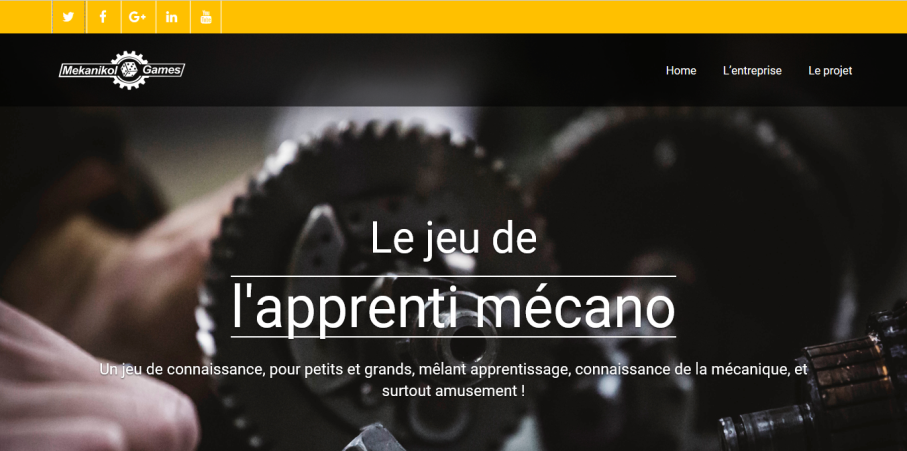 Mekanikol Games
Home
L'entreprise
Le projet
Le jeu de
l'apprenti mécano
Un jeu de connaissance, pour petits et grands, mêlant apprentissage, connaissance de la mécanique, et
surtout amusement !